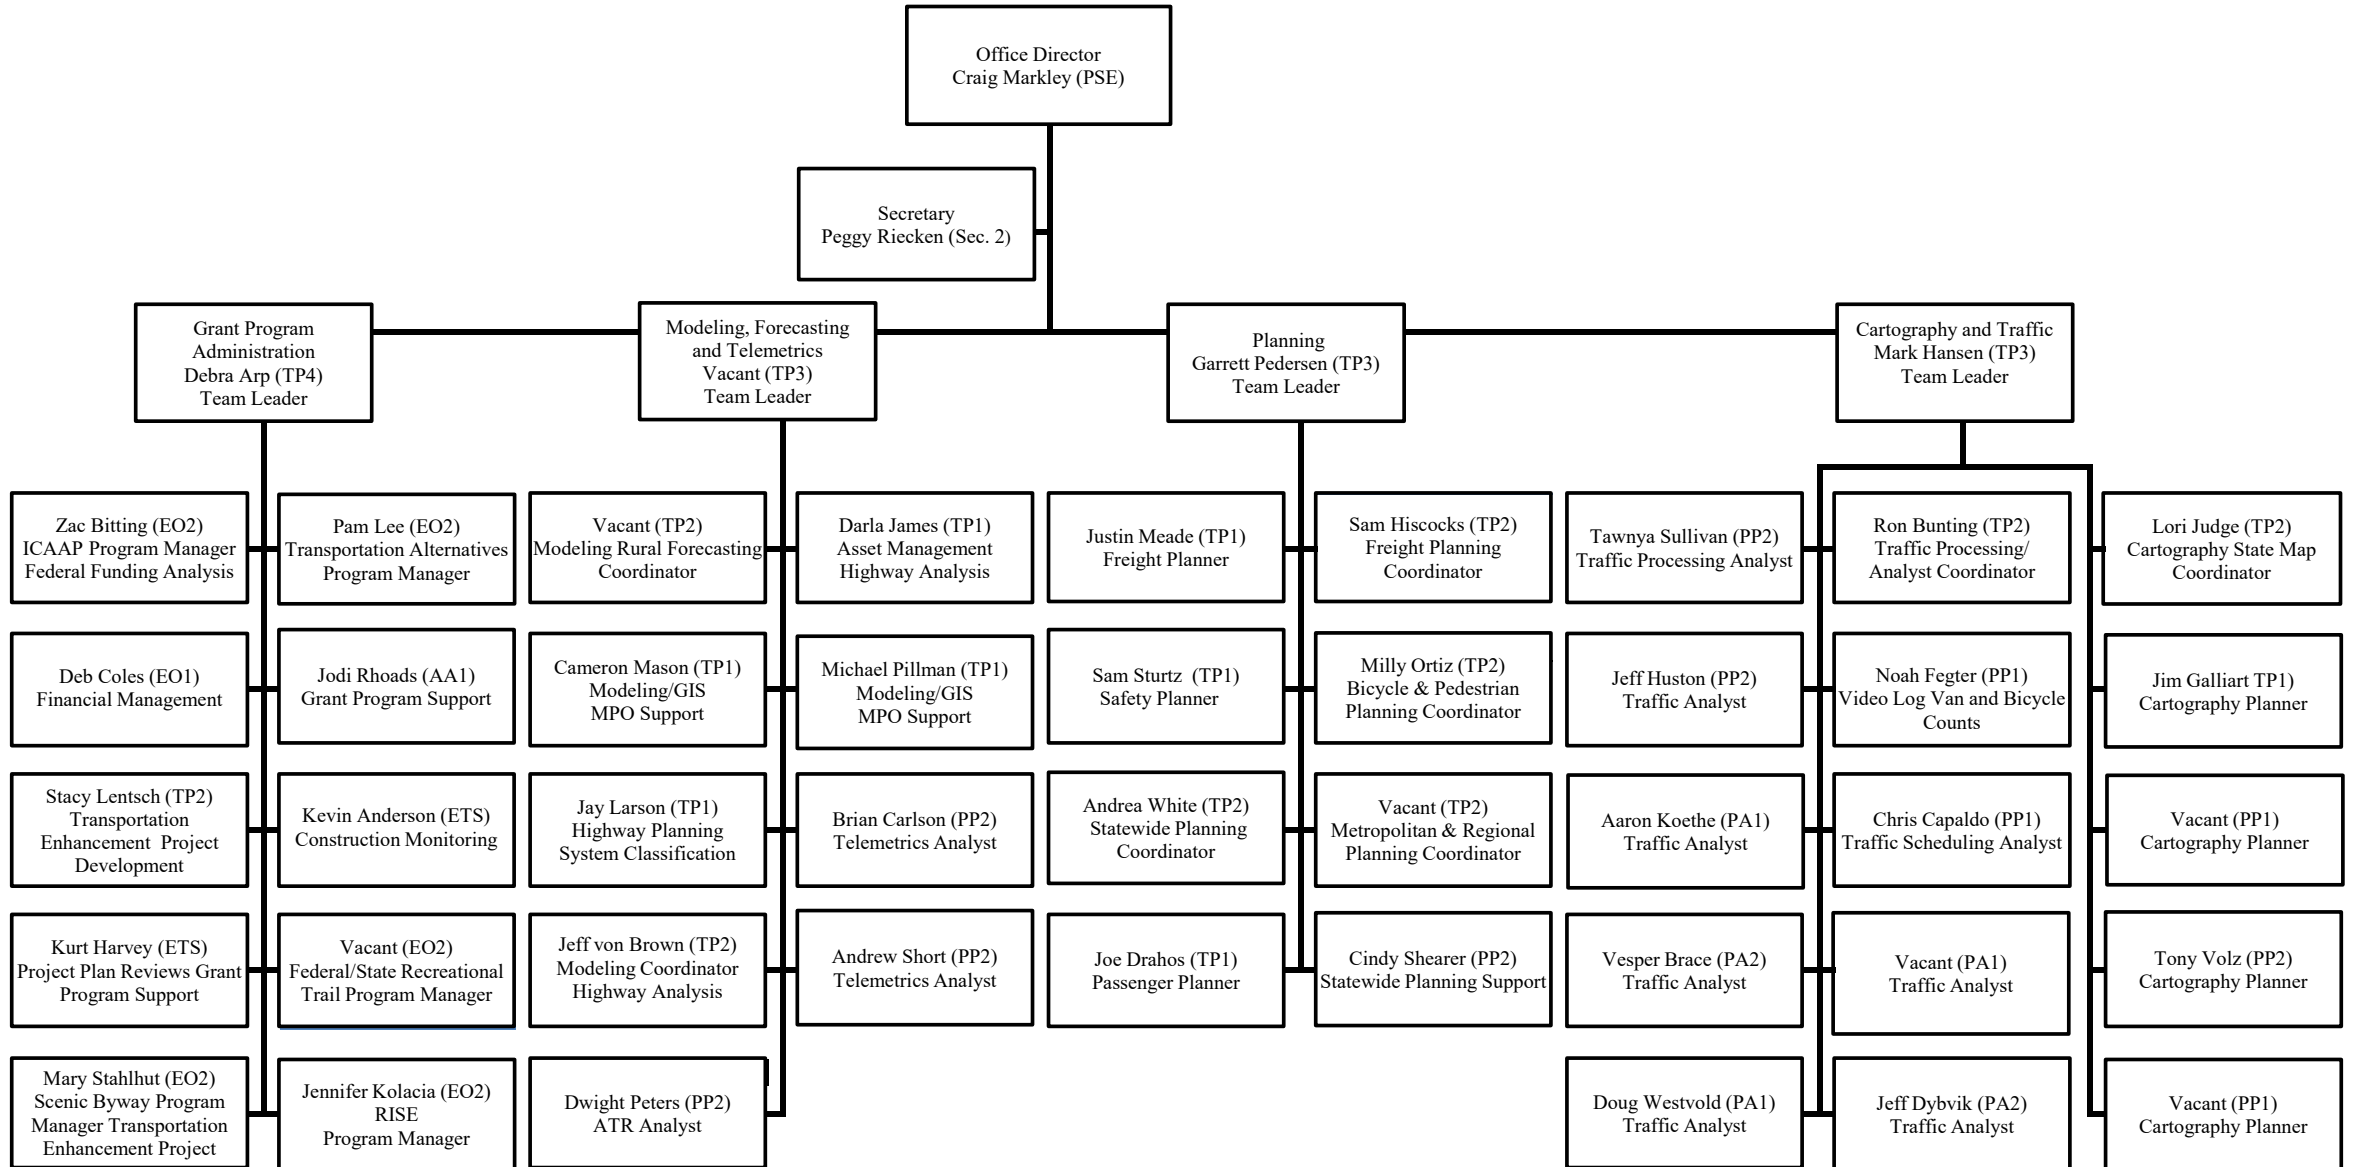 Office Director
Craig Markley (PSE)
Secretary
Peggy Riecken (Sec. 2)
Grant Program
Administration
Debra Arp (TP4)
Team Leader
Modeling, Forecasting
and Telemetrics
Vacant (TP3)
Team Leader
Planning
Garrett Pedersen (TP3)
Team Leader
Cartography and Traffic
Mark Hansen (TP3)
Team Leader
Zac Bitting (EO2)
ICAAP Program Manager
Federal Funding Analysis
Pam Lee (EO2)
Transportation Alternatives
Program Manager
Vacant (TP2)
Modeling Rural Forecasting
Coordinator
Darla James (TP1)
Asset Management
Highway Analysis
Justin Meade (TP1)
Freight Planner
Sam Hiscocks (TP2)
Freight Planning
Coordinator
Tawnya Sullivan (PP2)
Traffic Processing Analyst
Ron Bunting (TP2)
Traffic Processing/
Analyst Coordinator
Lori Judge (TP2)
Cartography State Map
Coordinator
Deb Coles (EO1)
Financial Management
Jodi Rhoads (AA1)
Grant Program Support
Cameron Mason (TP1)
Modeling/GIS
MPO Support
Michael Pillman (TP1)
Modeling/GIS
MPO Support
Sam Sturtz  (TP1)
Safety Planner
Milly Ortiz (TP2)
Bicycle & Pedestrian
Planning Coordinator
Jeff Huston (PP2)
Traffic Analyst
Noah Fegter (PP1)
Video Log Van and Bicycle
Counts
Jim Galliart TP1)
Cartography Planner
Stacy Lentsch (TP2)
Transportation
Enhancement  Project
Development
Kevin Anderson (ETS)
Construction Monitoring
Jay Larson (TP1)
Highway Planning
System Classification
Brian Carlson (PP2)
Telemetrics Analyst
Andrea White (TP2)
Statewide Planning
Coordinator
Vacant (TP2)
Metropolitan & Regional
Planning Coordinator
Aaron Koethe (PA1)
Traffic Analyst
Chris Capaldo (PP1)
Traffic Scheduling Analyst
Vacant (PP1)
Cartography Planner
Kurt Harvey (ETS)
Project Plan Reviews Grant
Program Support
Vacant (EO2)
Federal/State Recreational
Trail Program Manager
Jeff von Brown (TP2)
Modeling Coordinator
Highway Analysis
Andrew Short (PP2)
Telemetrics Analyst
Joe Drahos (TP1)
Passenger Planner
Cindy Shearer (PP2)
Statewide Planning Support
Vesper Brace (PA2)
Traffic Analyst
Vacant (PA1)
Traffic Analyst
Tony Volz (PP2)
Cartography Planner
Mary Stahlhut (EO2)
Scenic Byway Program
Manager Transportation
Enhancement Project
Jennifer Kolacia (EO2)
RISE
Program Manager
Dwight Peters (PP2)
ATR Analyst
Doug Westvold (PA1)
Traffic Analyst
Jeff Dybvik (PA2)
Traffic Analyst
Vacant (PP1)
Cartography Planner